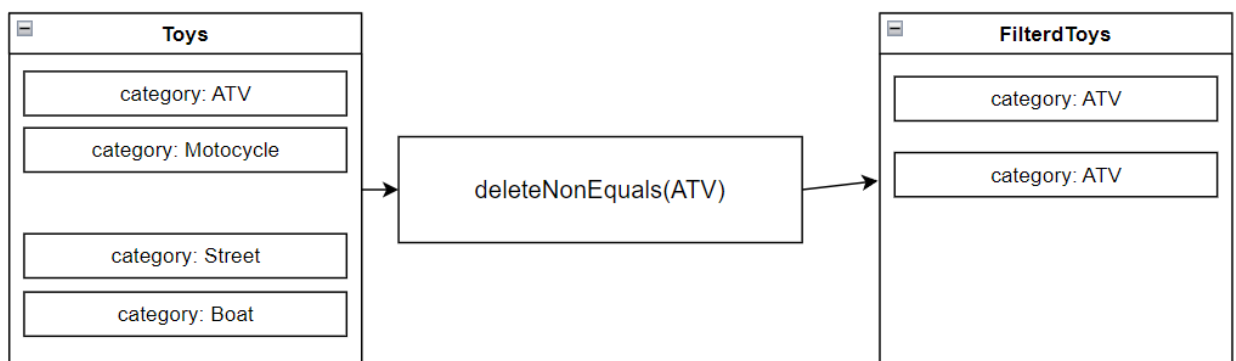 Toys
category: ATV
category: Motocycle
category: Street
category: Boat
deleteNonEquals(ATV)
FilterdToys
category: ATV
category: ATV